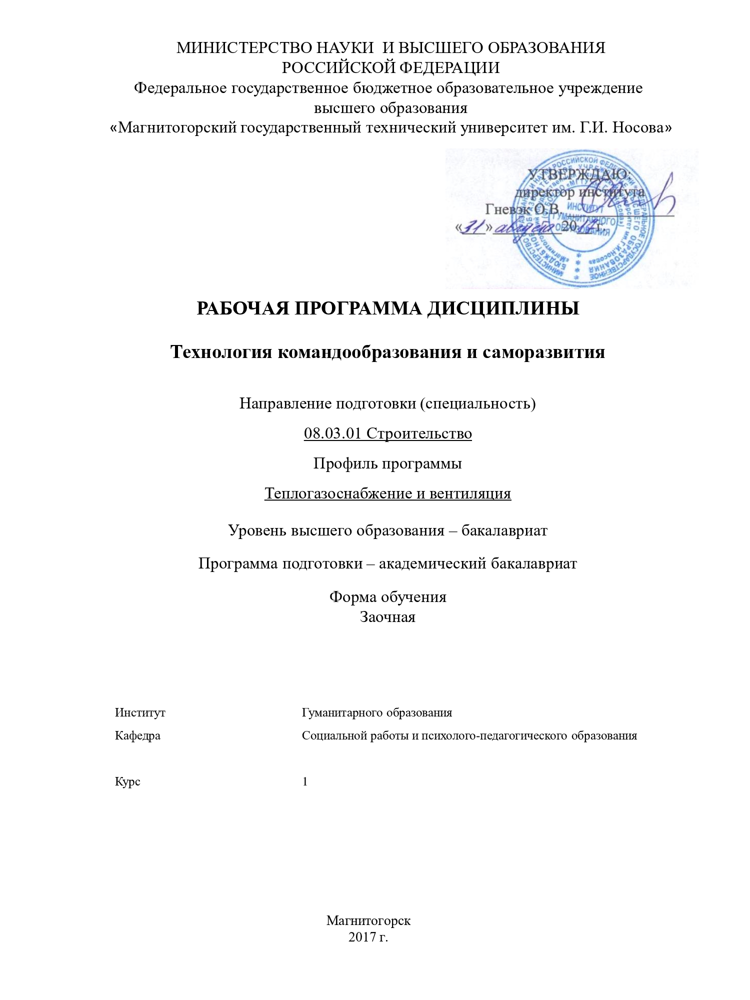 МИНИСТЕРСТВО НАУКИ И ВЫСШЕГО ОБРАЗОВАНИЯ
РОССИЙСКОЙ ФЕДЕРАЦИИ
Федеральное государственное бюджетное образовательное учреждение
высшего образования
«Магнитогорский государственный технический университет им. Г.И. Носова»
УТВЕРЖДАЮ:
директор института
Гневэк О.В.
«31» августа 2017 г.
ИНСТИТУТ
ГУМАНИТАРНОГО
ОБРАЗОВАНИЯ
РАБОЧАЯ ПРОГРАММА ДИСЦИПЛИНЫ
Технология командообразования и саморазвития
Направление подготовки (специальность)
08.03.01 Строительство
Профиль программы
Теплогазоснабжение и вентиляция
Уровень высшего образования – бакалавриат
Программа подготовки – академический бакалавриат
Форма обучения
Заочная
Институт Гуманитарного образования
Кафедра Социальной работы и психолого-педагогического образования
Курс 1
Магнитогорск
2017 г.